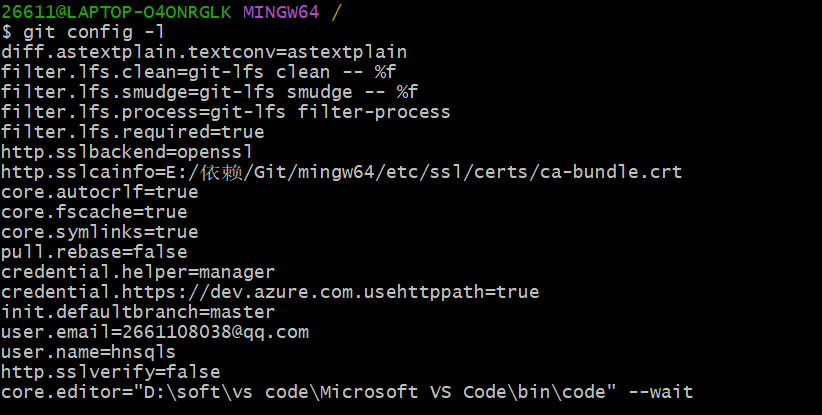 26611@LAPTOP-O4ONRGLK MINGW64 /
$ git config -l
diff.astextplain.textconv=astextplain
filter.lfs.clean=git-lfs clean -- %f
filter.lfs.smudge=git-lfs smudge -- %f
filter.lfs.process=git-lfs filter-process
filter.lfs.required=true
http.sslbackend=openssl
http.sslcainfo=E:/依赖/Git/mingw64/etc/ssl/certs/ca-bundle.crt
core.autocrlf=true
core.fscache=true
core.symlinks=true
pull.rebase=false
credential.helper=manager
credential.https://dev.azure.com.usehttppath=true
init.defaultbranch=master
user.email=2661108038@qq.com
user.name=hnsqls
http.sslverify=false
core.editor="D:\soft\vs code\Microsoft VS Code\bin\code" --wait